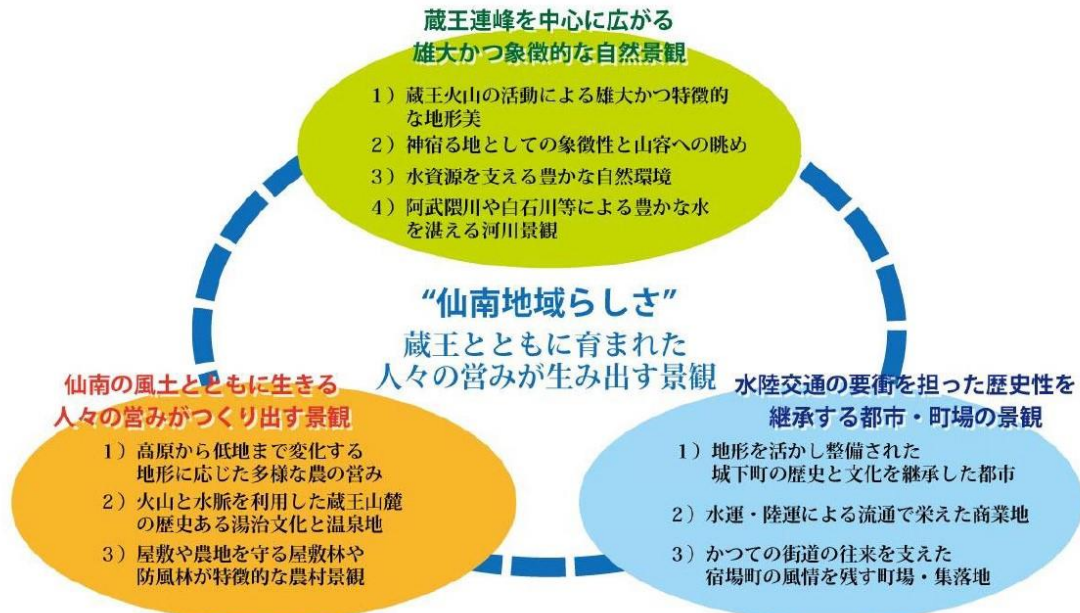 蔵王連峰を中心に広がる
雄大かつ象徴的な自然景観
1）蔵王火山の活動による雄大かつ特徴的
な地形美
2）神宿る地としての象徴性と山容への眺め
3）水資源を支える豊かな自然環境
4）阿武隈川や白石川等による豊かな水
を湛える河川景観
“仙南地域らしさ”
蔵王とともに育まれた
人々の営みが生み出す景観
仙南の風土とともに生きる
人々の営みがつくり出す景観
1）高原から低地まで変化する
地形に応じた多様な農の営み
2）火山と水脈を利用した蔵王山麓
の歴史ある湯治文化と温泉地
3）屋敷や農地を守る屋敷林や
防風林が特徴的な農村景観
水陸交通の要衝を担った歴史性を
継承する都市・町場の景観
1）地形を活かし整備された
城下町の歴史と文化を継承した都市
2）水運・陸運による流通で栄えた商業地
3）かつての街道の往来を支えた
宿場町の風情を残す町場・集落地